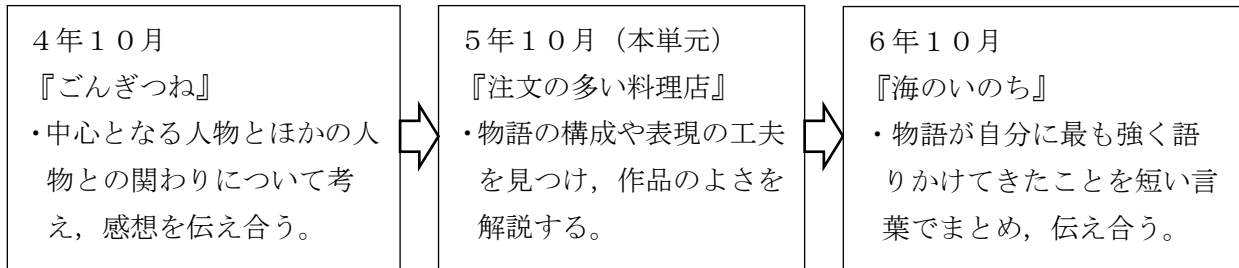 ４年１０月
『ごんぎつね』
・中心となる人物とほかの人
物との関わりについて考
え，感想を伝え合う。
５年１０月（本単元）
『注文の多い料理店』
・物語の構成や表現の工夫
を見つけ，作品のよさを
解説する。
６年１０月
『海のいのち』
・物語が自分に最も強く語
りかけてきたことを短い言
葉でまとめ，伝え合う。